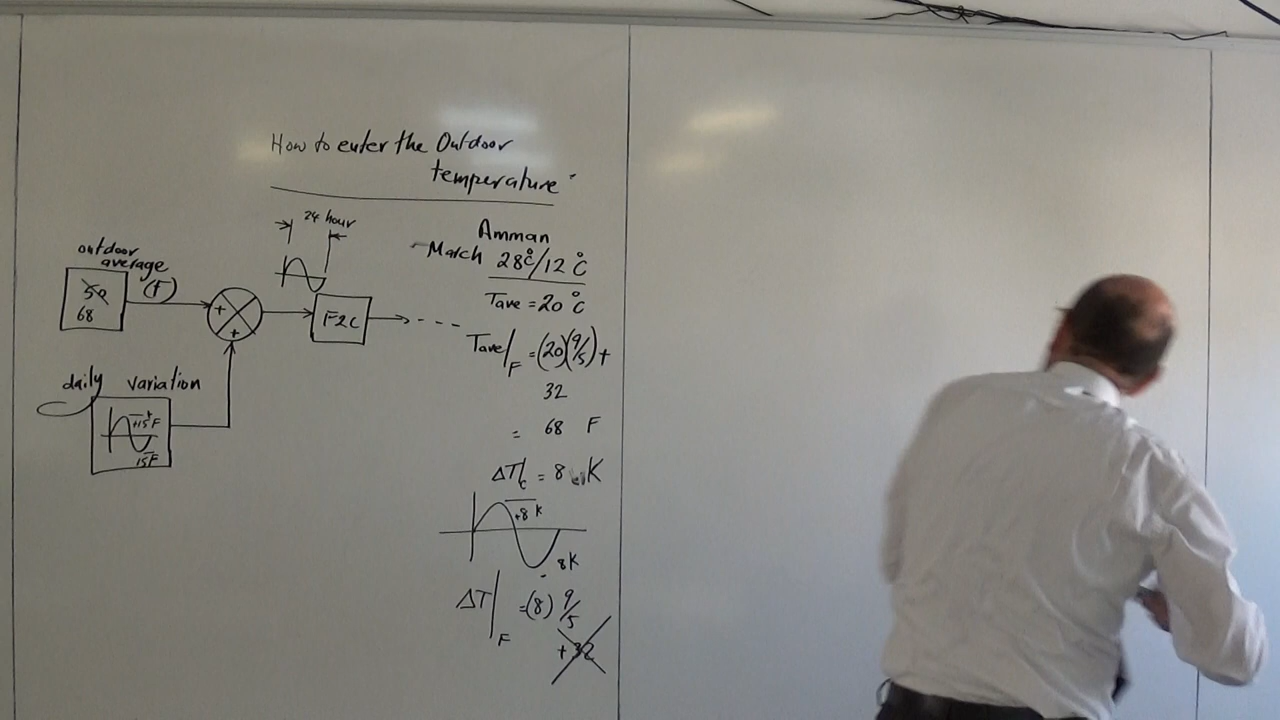 How to enter the Outdoor
temperature
24 hour
outdoor
average
(F)
50
68
+
+
F2C
daily variation
+15 F
15 F
Amman
March 28°C/12°C
Tave = 20 °C
Tave/F = (20)(9/5) +
32
= 68 F
ΔT|c = 8 K
+8 K
8K
ΔT|F = (8) 9/5
+32